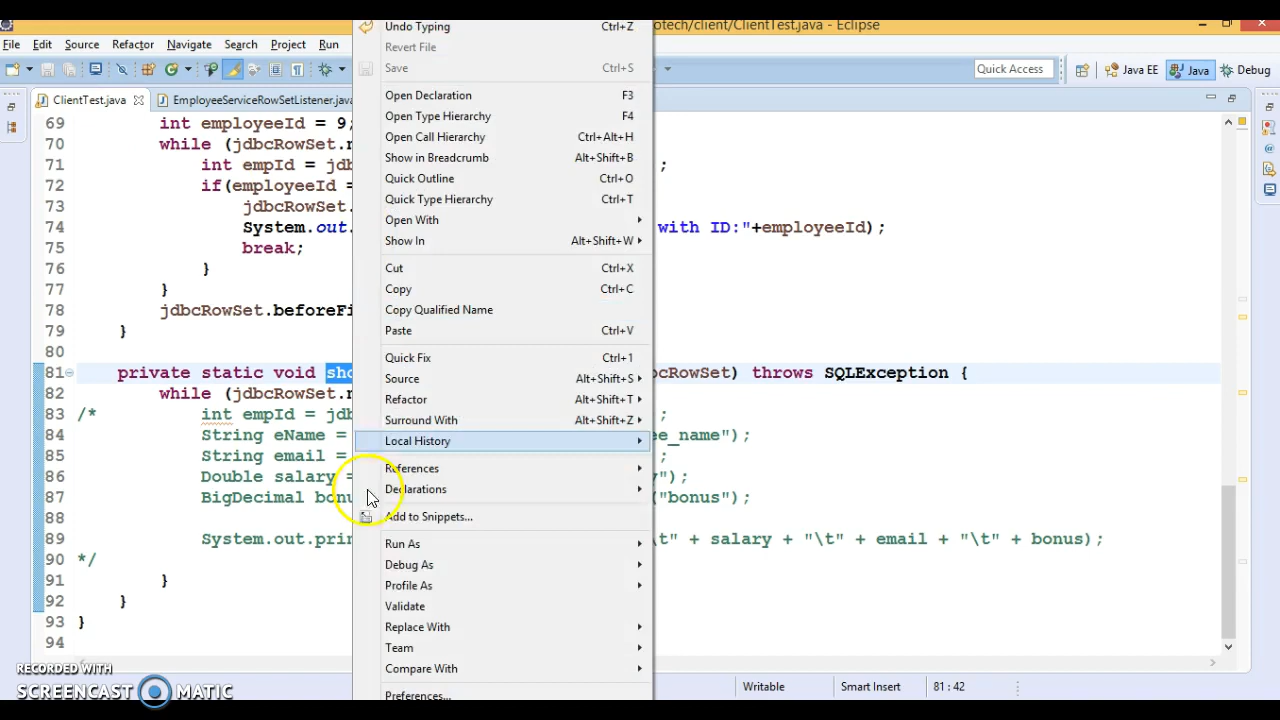 Undo Typing Ctrl+Z
otech/client/ClientTest.java - Eclipse
File Edit Source Refactor Navigate Search Project Run
Revert File
Save Ctrl+S
Quick Access Java EE Java Debug
ClientTest.java EmployeeServiceRowSetListener.java
Open Declaration F3
Open Type Hierarchy F4
Open Call Hierarchy Ctrl+Alt+H
Show in Breadcrumb Alt+Shift+B
Quick Outline Ctrl+O
Quick Type Hierarchy Ctrl+T
Open With
Show In Alt+Shift+W
Cut Ctrl+X
Copy Ctrl+C
Copy Qualified Name
Paste Ctrl+V
Quick Fix Ctrl+1
Source Alt+Shift+S
Refactor Alt+Shift+T
Surround With Alt+Shift+Z
Local History
References
Declarations
Add to Snippets...
Run As
Debug As
Profile As
Validate
Replace With
Team
Compare With
Preferences...
69 int employeeId = 9;
70 while (jdbcRowSet.n
71 int empId = jdb ;
72 if(employeeId =
73 jdbcRowSet.
74 System.out. with ID:"+employeeId);
75 break;
76 }
77 }
78 jdbcRowSet.beforeFi
79 }
80
81 private static void sho bcRowSet) throws SQLException {
82 while (jdbcRowSet.n
83 /* int empId = jdb ;
84 String eName = ee_name");
85 String email = ;
86 Double salary = y");
87 BigDecimal bonu ("bonus");
88
89 System.out.prin \t" + salary + "\t" + email + "\t" + bonus);
90 */
91 }
92 }
93 }
94
RECORDED WITH
SCREENCAST MATIC
Writable Smart Insert 81 : 42